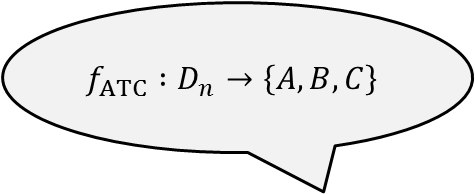 f_ATC : D_n → {A, B, C}